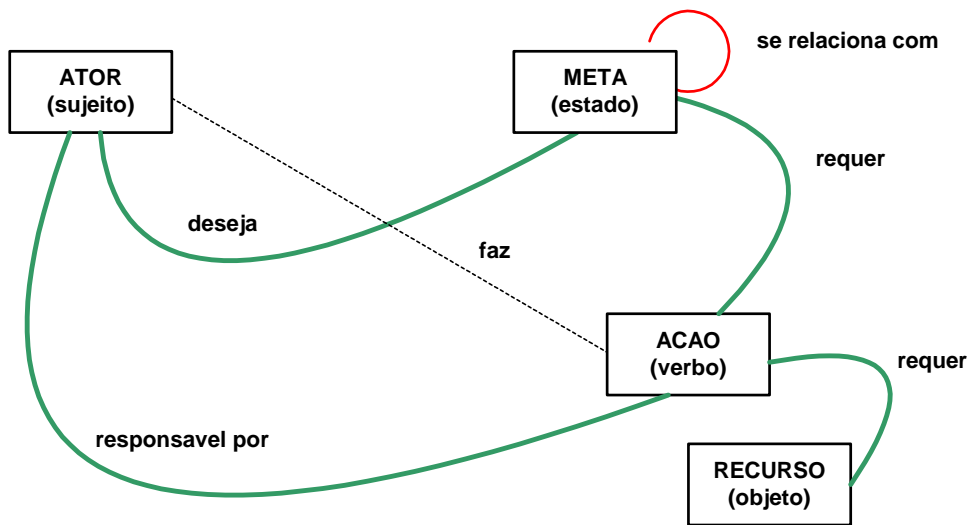 se relaciona com
ATOR
(sujeito)
META
(estado)
requer
deseja
faz
ACAO
(verbo)
requer
responsavel por
RECURSO
(objeto)